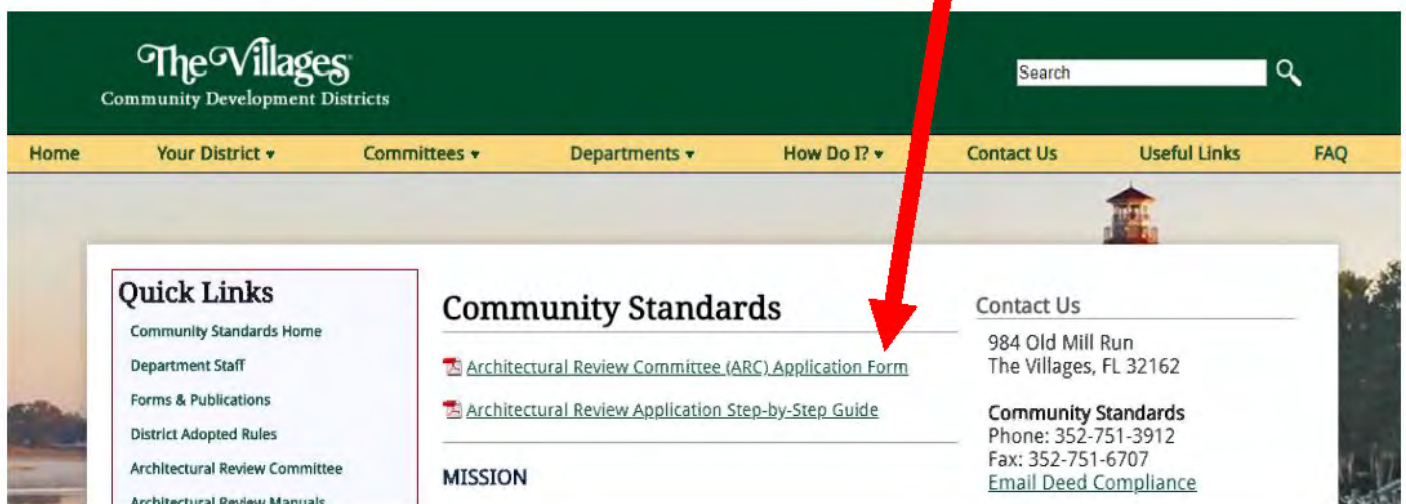 The Villages
Community Development Districts
Search
Home Your District Committees Departments How Do I? Contact Us Useful Links FAQ
Quick Links
Community Standards Home
Department Staff
Forms & Publications
District Adopted Rules
Architectural Review Committee
Architectural Review Manuals
Community Standards
Architectural Review Committee (ARC) Application Form
Architectural Review Application Step-by-Step Guide
MISSION
Contact Us
984 Old Mill Run
The Villages, FL 32162
Community Standards
Phone: 352-751-3912
Fax: 352-751-6707
Email Deed Compliance